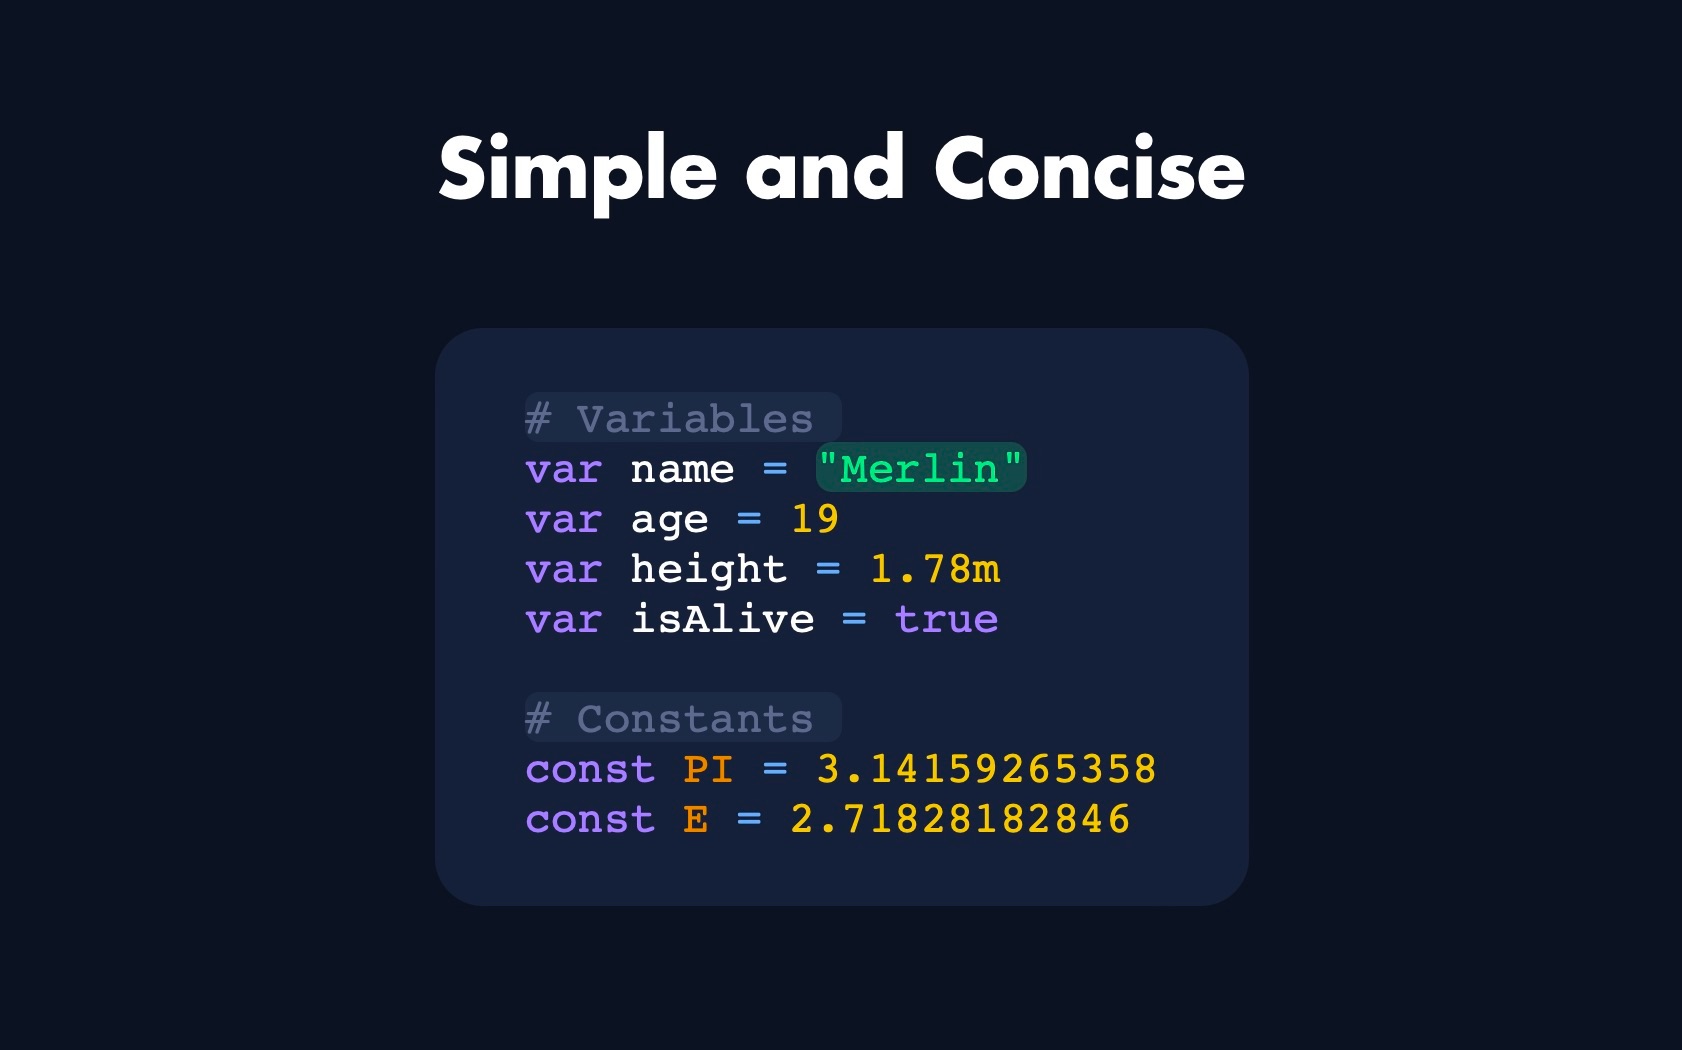 Simple and Concise
# Variables
var name = "Merlin"
var age = 19
var height = 1.78m
var isAlive = true
# Constants
const PI = 3.14159265358
const E = 2.71828182846